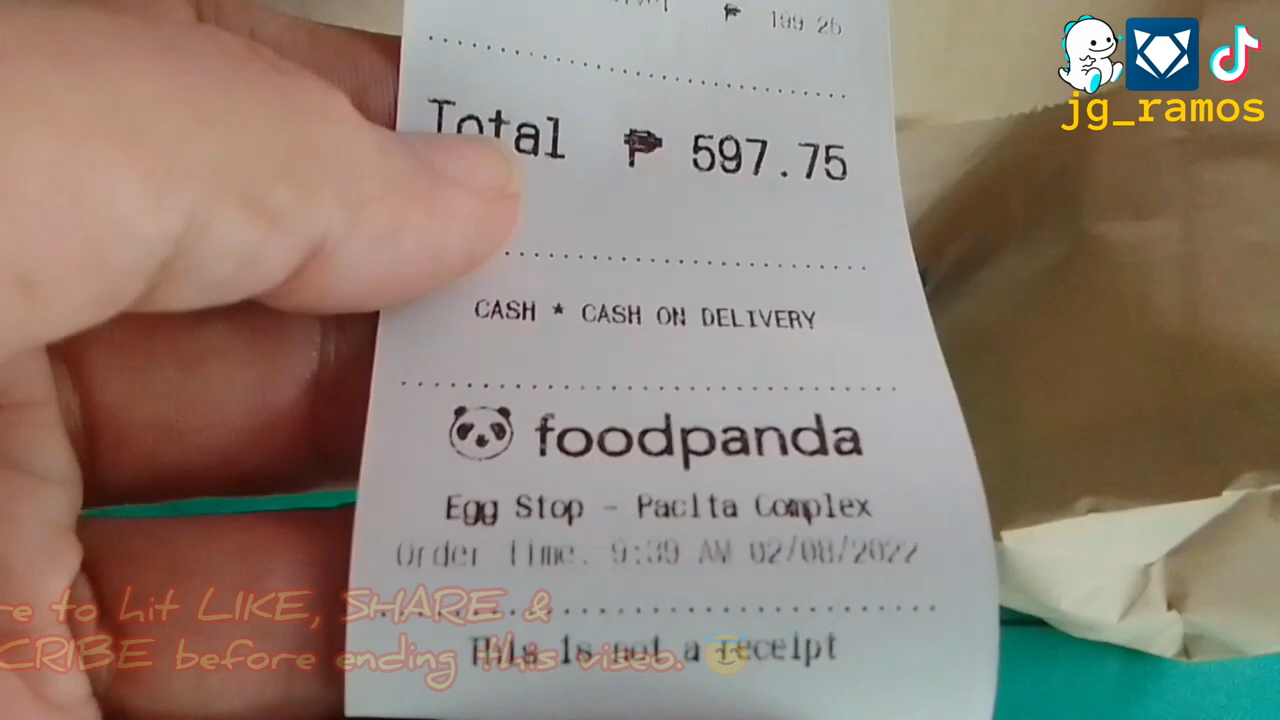 ₱ 199 25
jg_ramos
Total ₱ 597.75
CASH * CASH ON DELIVERY
foodpanda
Egg Stop - Pacita Complex
Order Time. 9:39 AM 02/08/2022
re to hit LIKE, SHARE &
CRIBE before ending this video. 😇
This is not a receipt